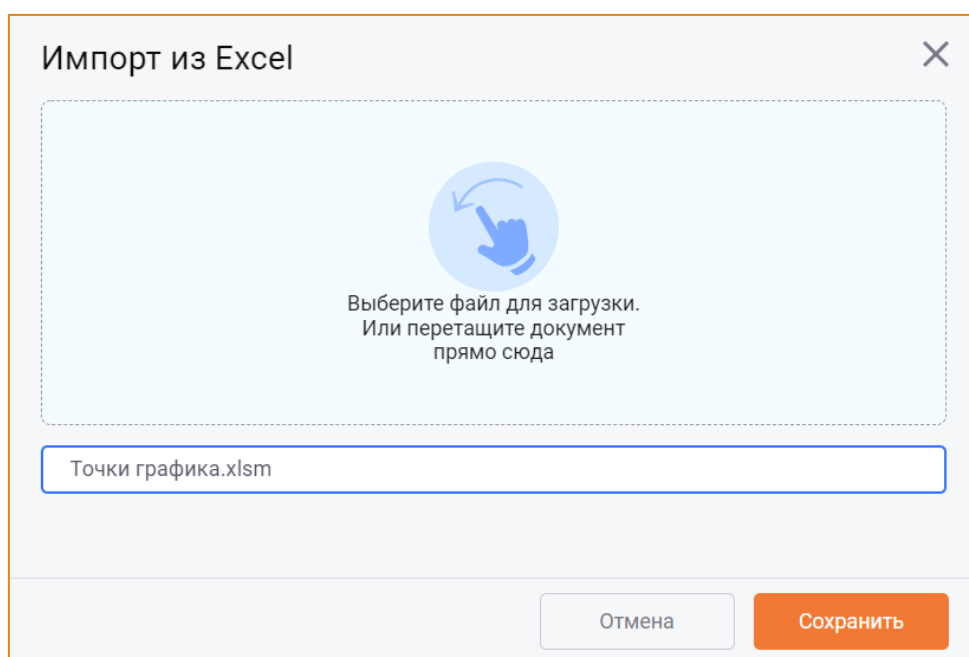 Импорт из Excel
Выберите файл для загрузки.
Или перетащите документ
прямо сюда
Точки графика.xlsm
Отмена
Сохранить